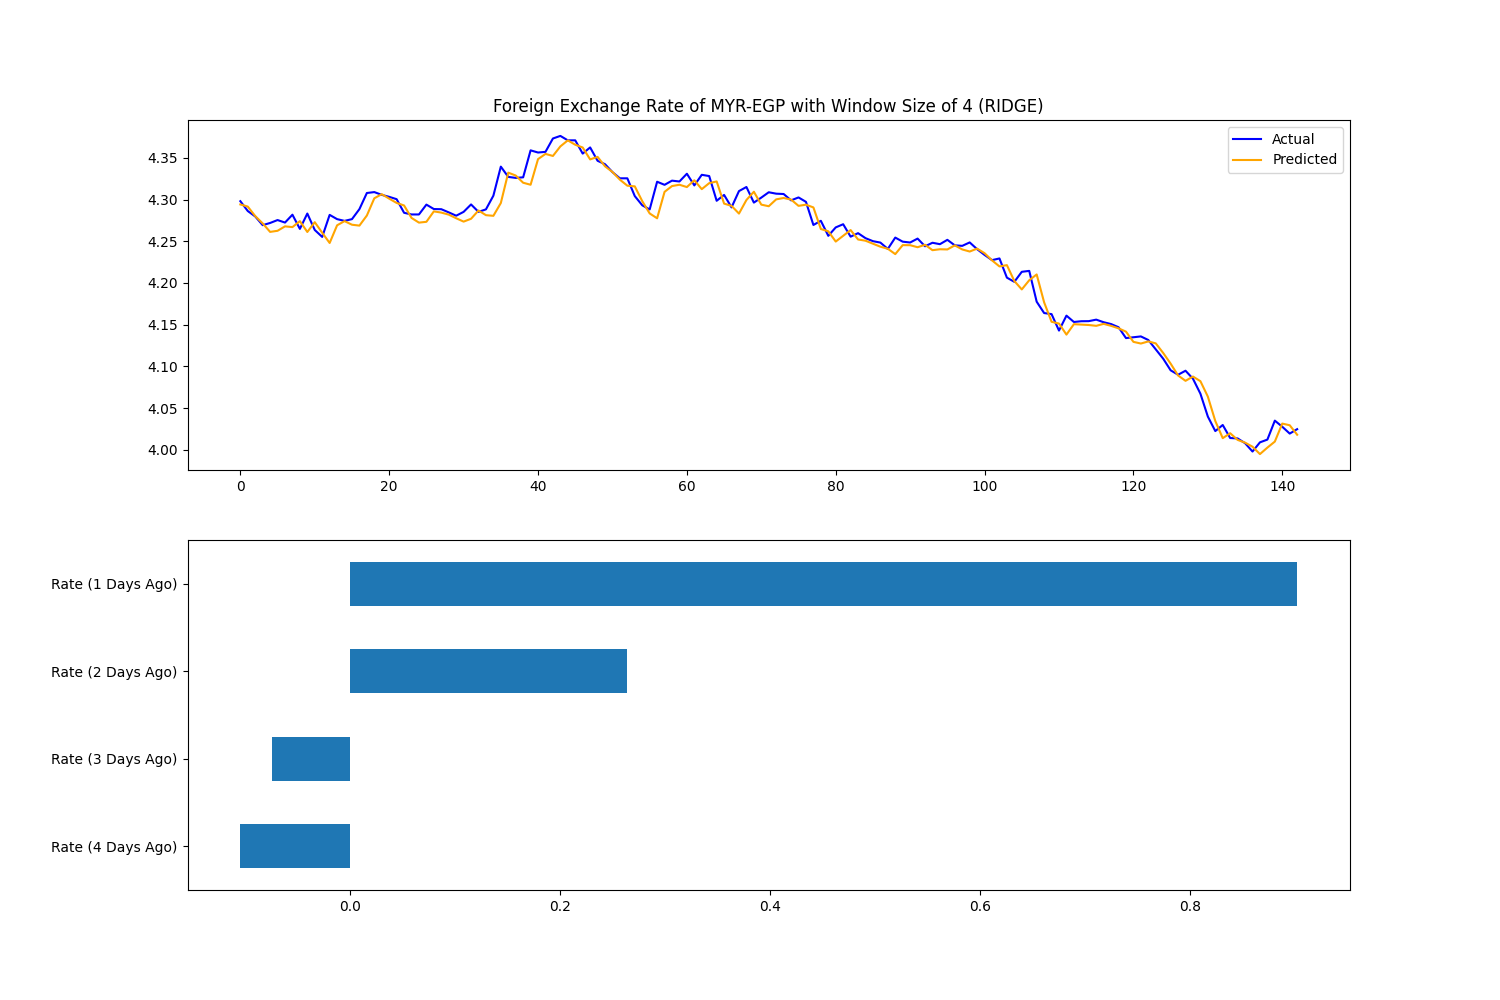 Foreign Exchange Rate of MYR-EGP with Window Size of 4 (RIDGE)
Actual
Predicted
4.35
4.30
4.25
4.20
4.15
4.10
4.05
4.00
0 20 40 60 80 100 120 140
Rate (1 Days Ago)
Rate (2 Days Ago)
Rate (3 Days Ago)
Rate (4 Days Ago)
0.0 0.2 0.4 0.6 0.8